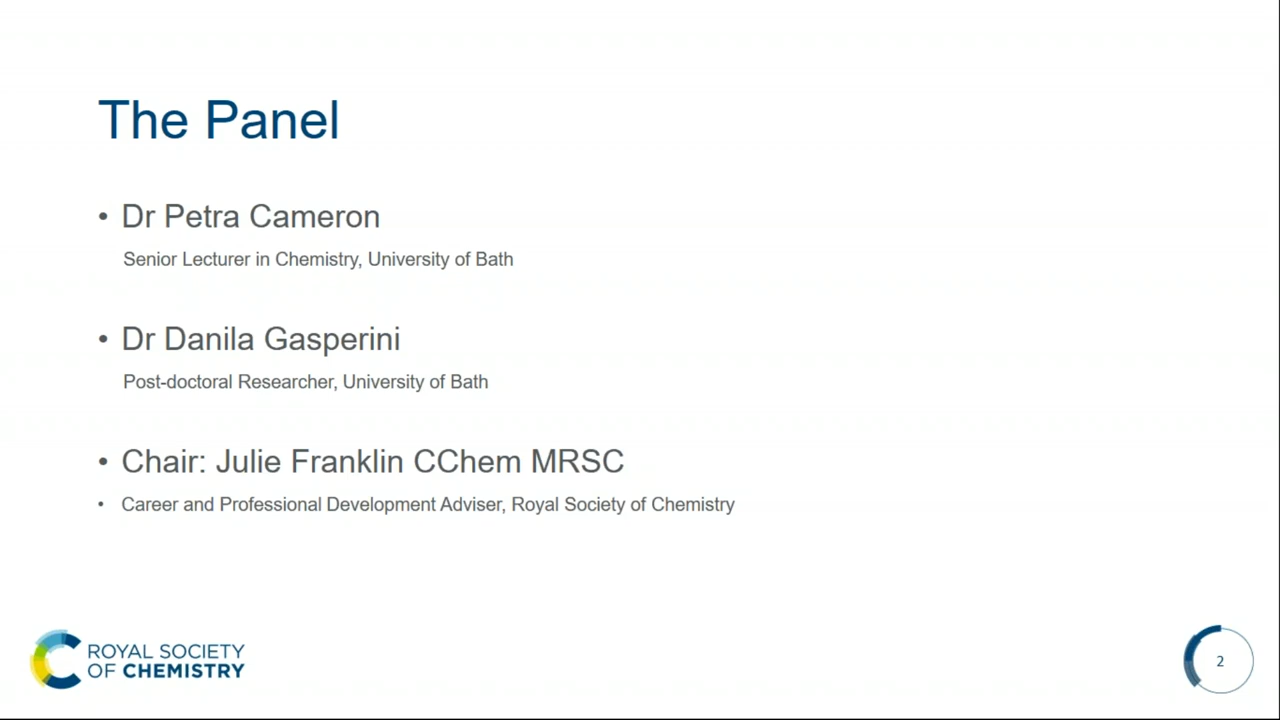 The Panel
• Dr Petra Cameron
Senior Lecturer in Chemistry, University of Bath
• Dr Danila Gasperini
Post-doctoral Researcher, University of Bath
• Chair: Julie Franklin CChem MRSC
• Career and Professional Development Adviser, Royal Society of Chemistry
ROYAL SOCIETY
OF CHEMISTRY
2